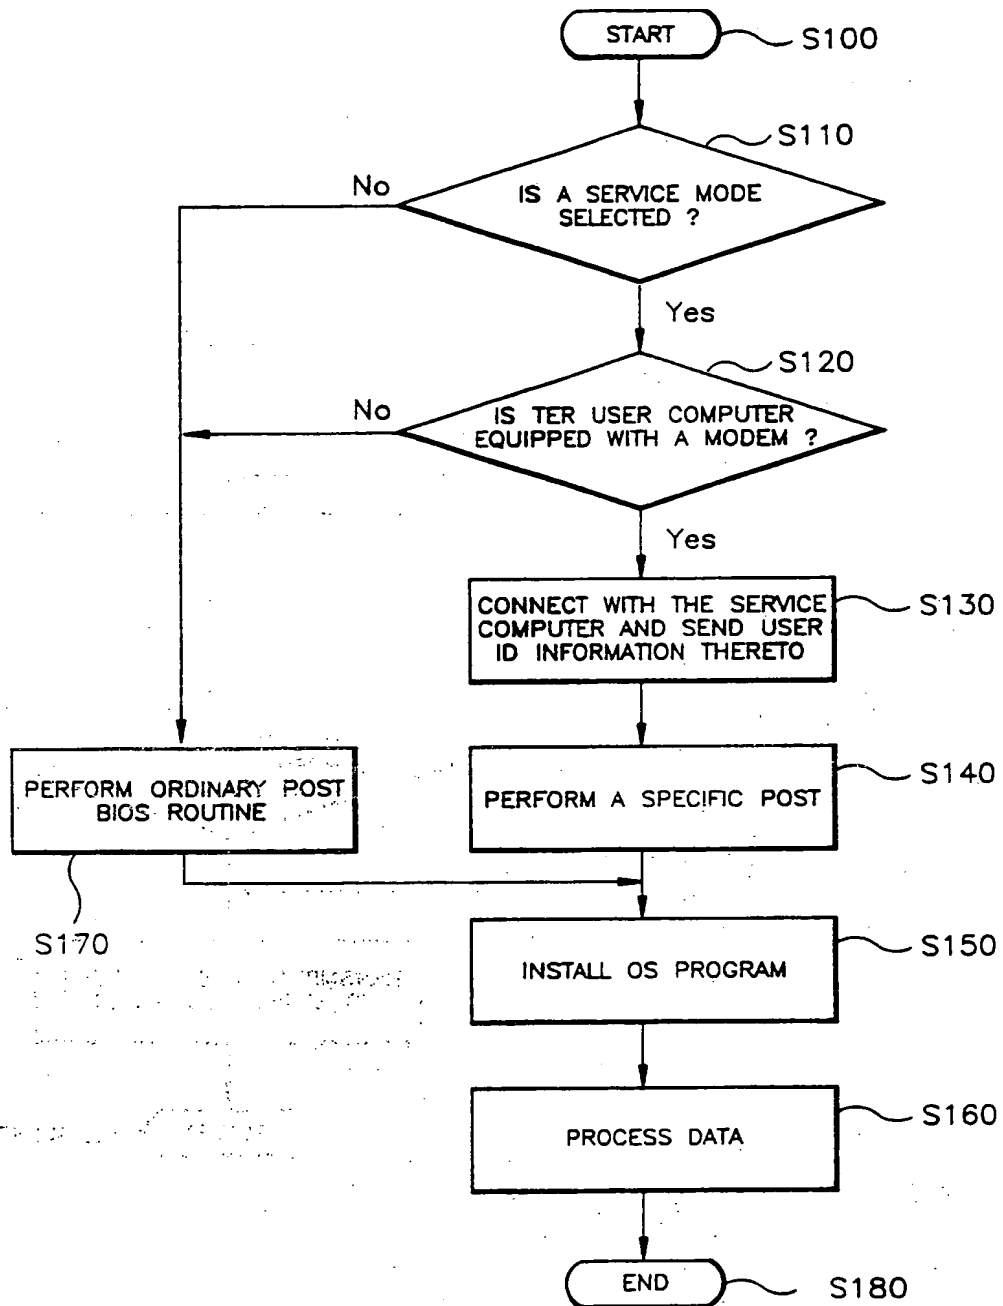 START
S100
S110
IS A SERVICE MODE
SELECTED ?
No
Yes
S120
IS TER USER COMPUTER
EQUIPPED WITH A MODEM ?
No
Yes
CONNECT WITH THE SERVICE
COMPUTER AND SEND USER
ID INFORMATION THERETO
S130
PERFORM ORDINARY POST
BIOS ROUTINE
S170
PERFORM A SPECIFIC POST
S140
INSTALL OS PROGRAM
S150
PROCESS DATA
S160
END
S180